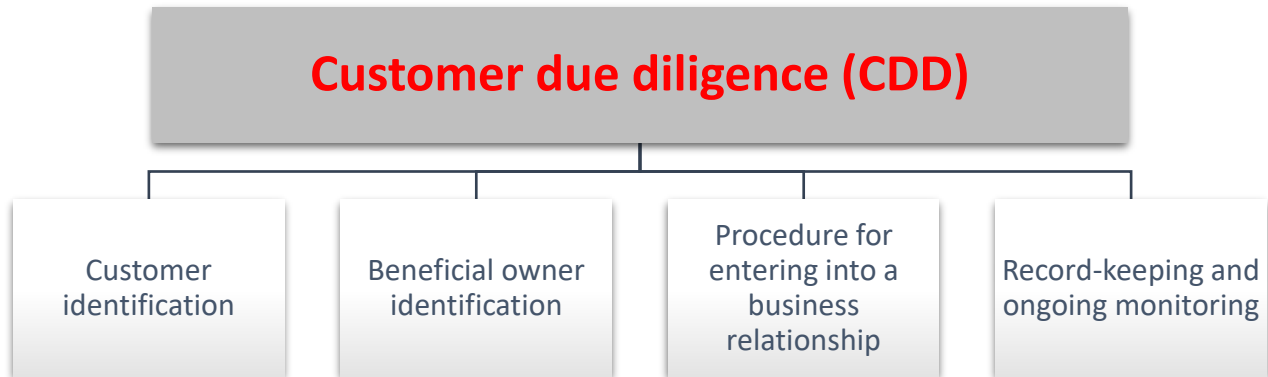 Customer due diligence (CDD)
Customer
identification
Beneficial owner
identification
Procedure for
entering into a
business
relationship
Record-keeping and
ongoing monitoring